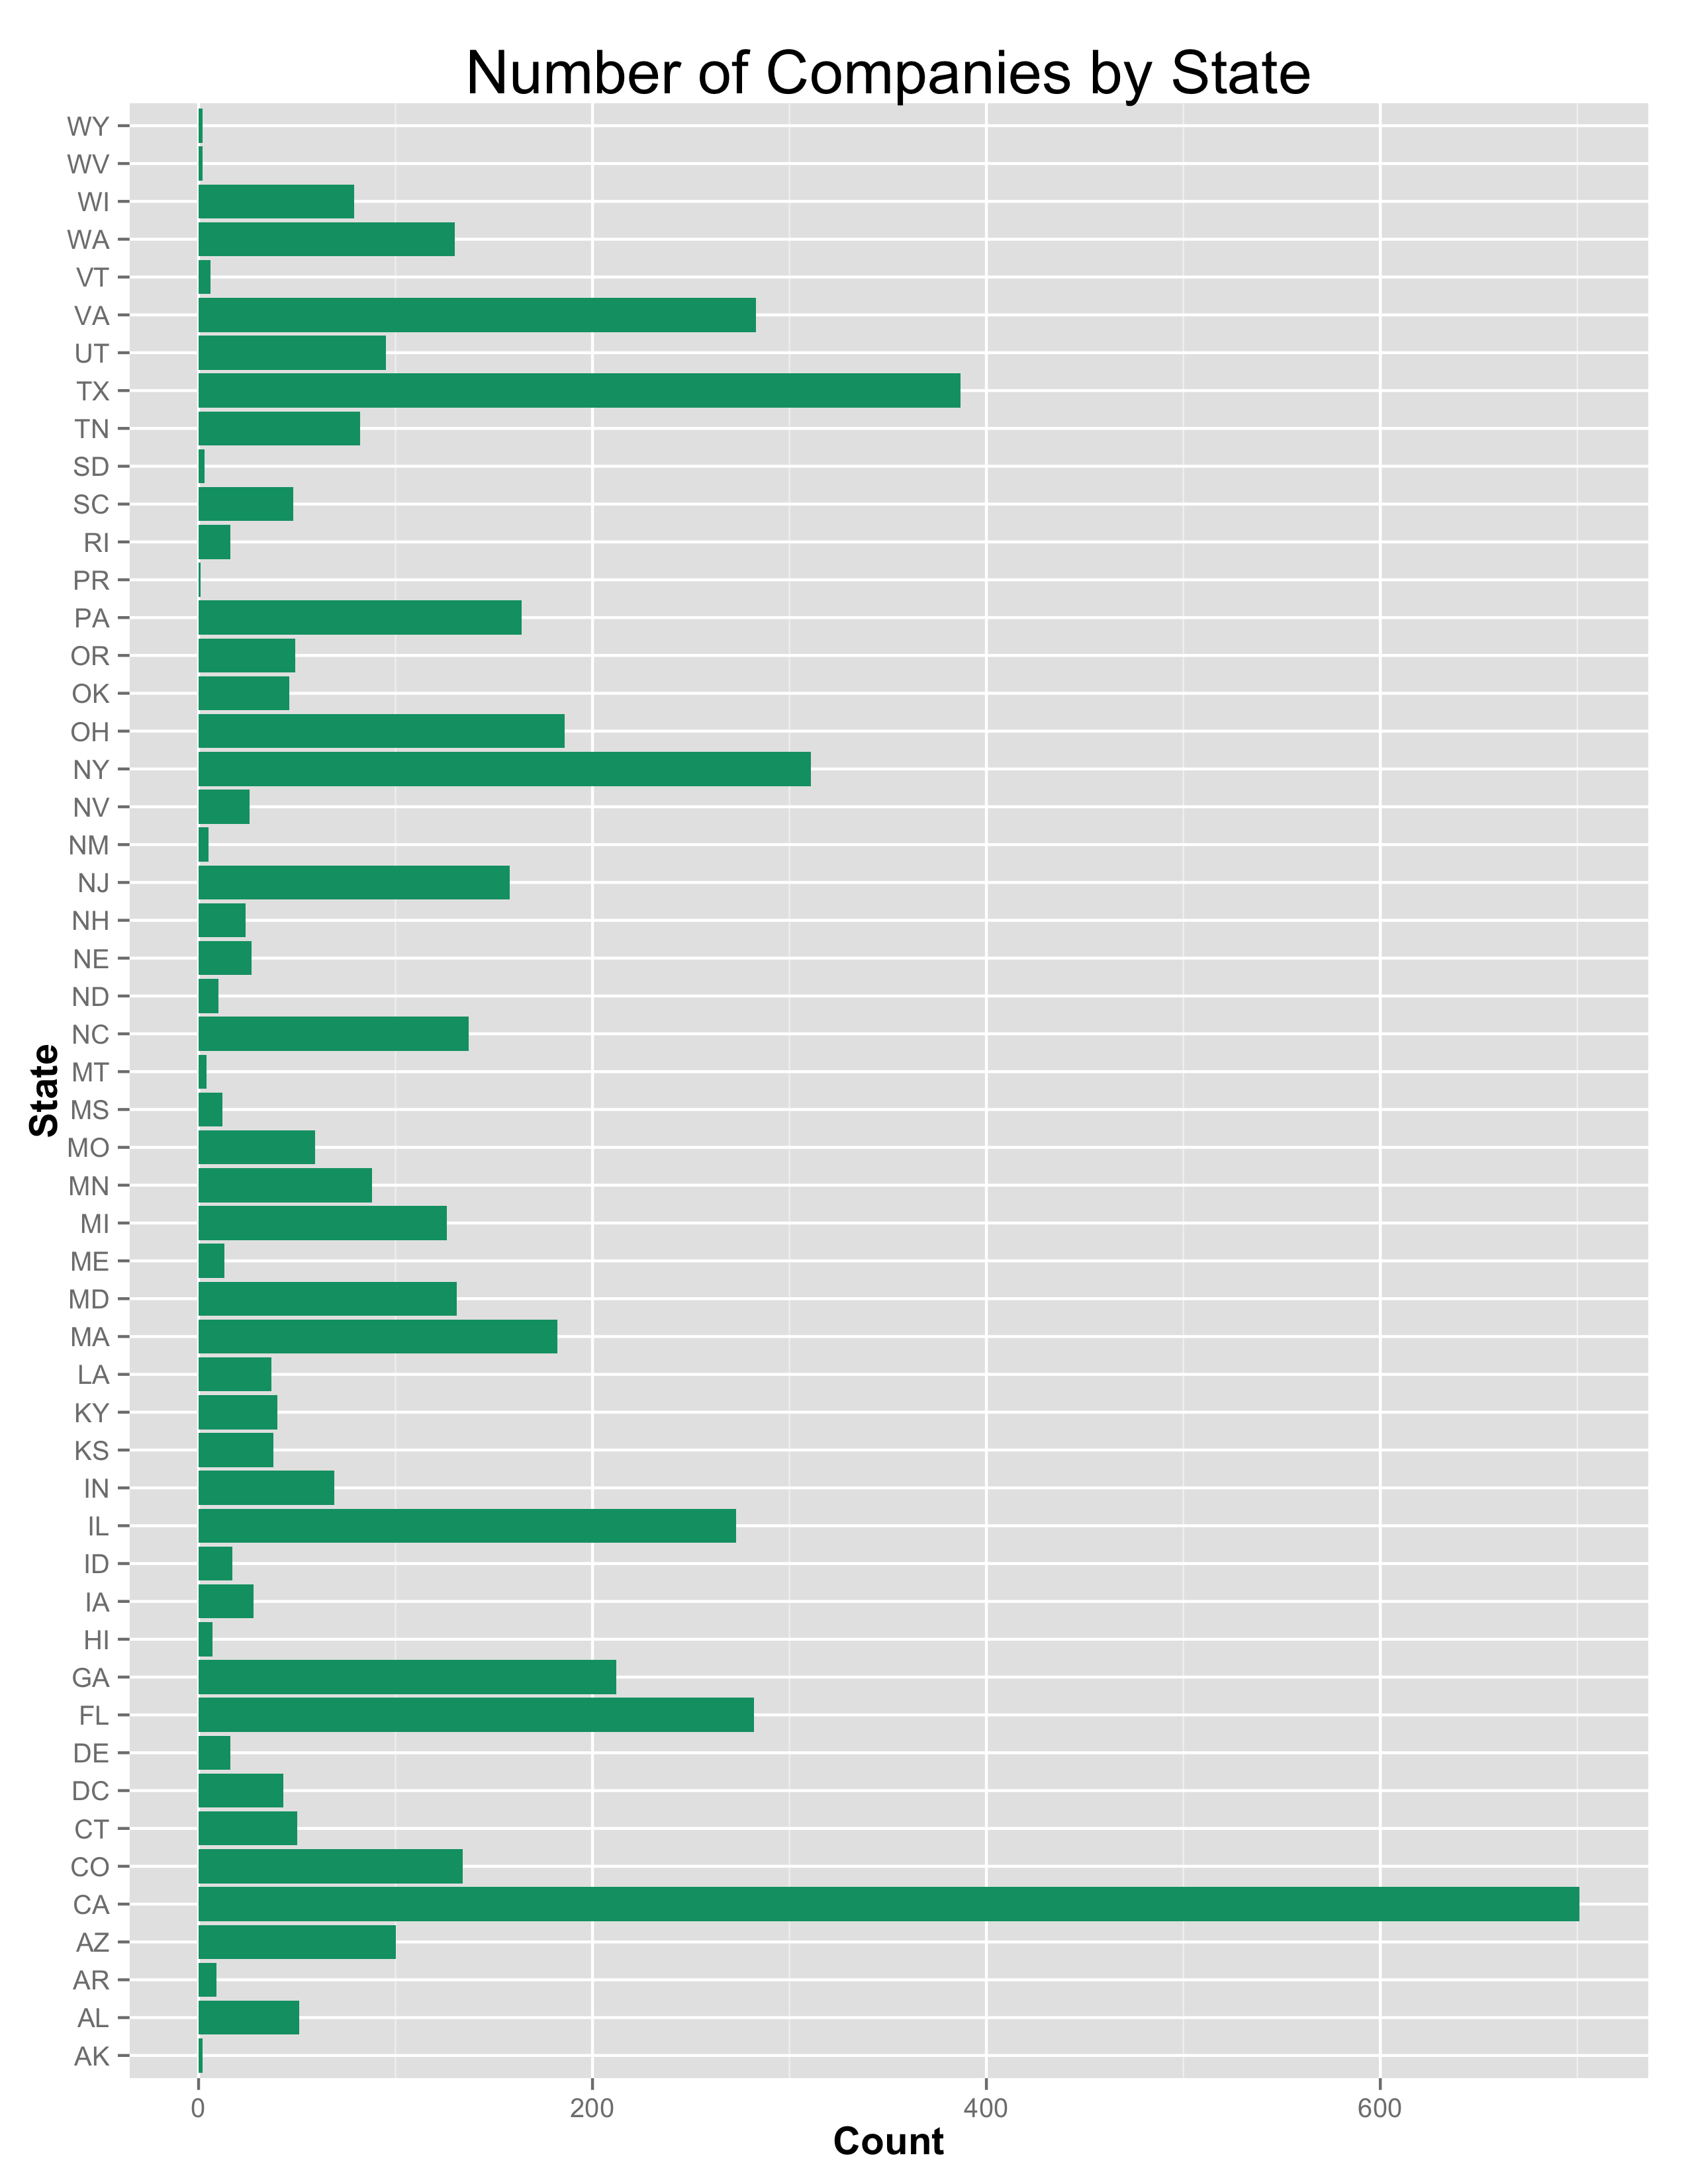 Number of Companies by State
WY
WV
WI
WA
VT
VA
UT
TX
TN
SD
SC
RI
PR
PA
OR
OK
OH
NY
NV
NM
NJ
NH
NE
ND
NC
MT
MS
MO
MN
MI
ME
MD
MA
LA
KY
KS
IN
IL
ID
IA
HI
GA
FL
DE
DC
CT
CO
CA
AZ
AR
AL
AK
State
0 200 400 600
Count